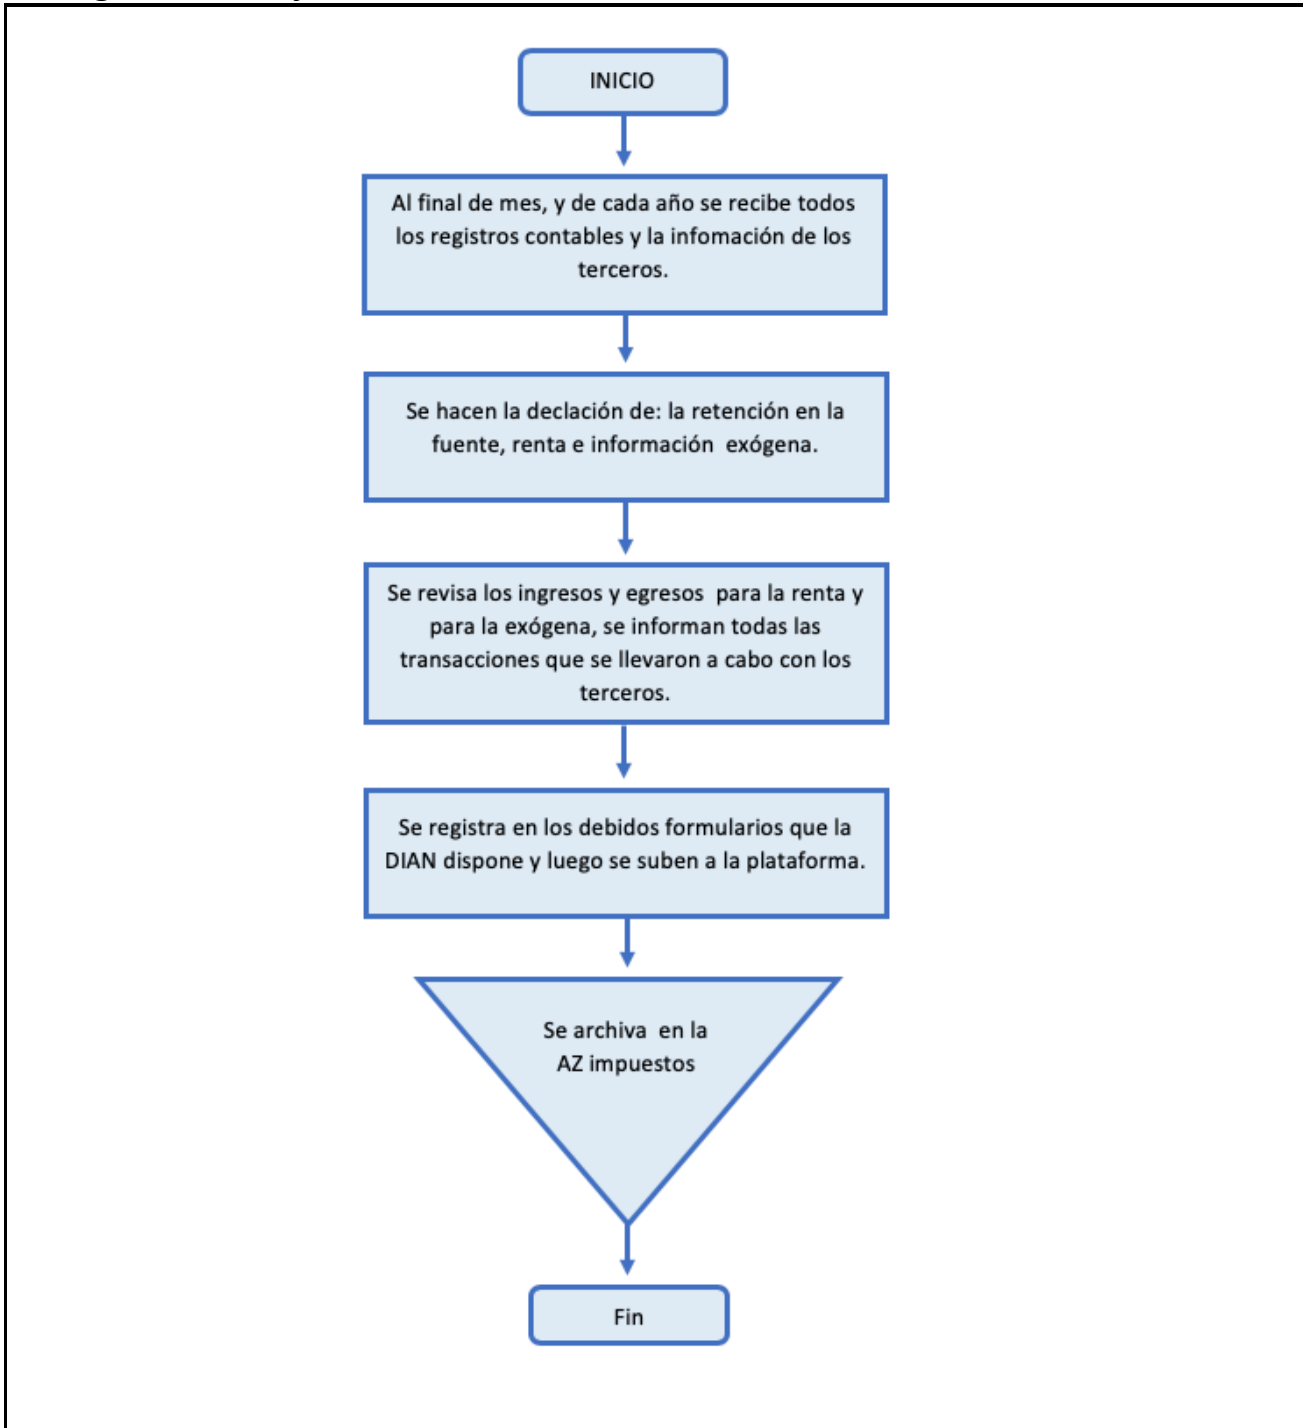 INICIO
Al final de mes, y de cada año se recibe todos
los registros contables y la infomación de los
terceros.
Se hacen la declación de: la retención en la
fuente, renta e información exógena.
Se revisa los ingresos y egresos para la renta y
para la exógena, se informan todas las
transacciones que se llevaron a cabo con los
terceros.
Se registra en los debidos formularios que la
DIAN dispone y luego se suben a la plataforma.
Se archiva en la
AZ impuestos
Fin